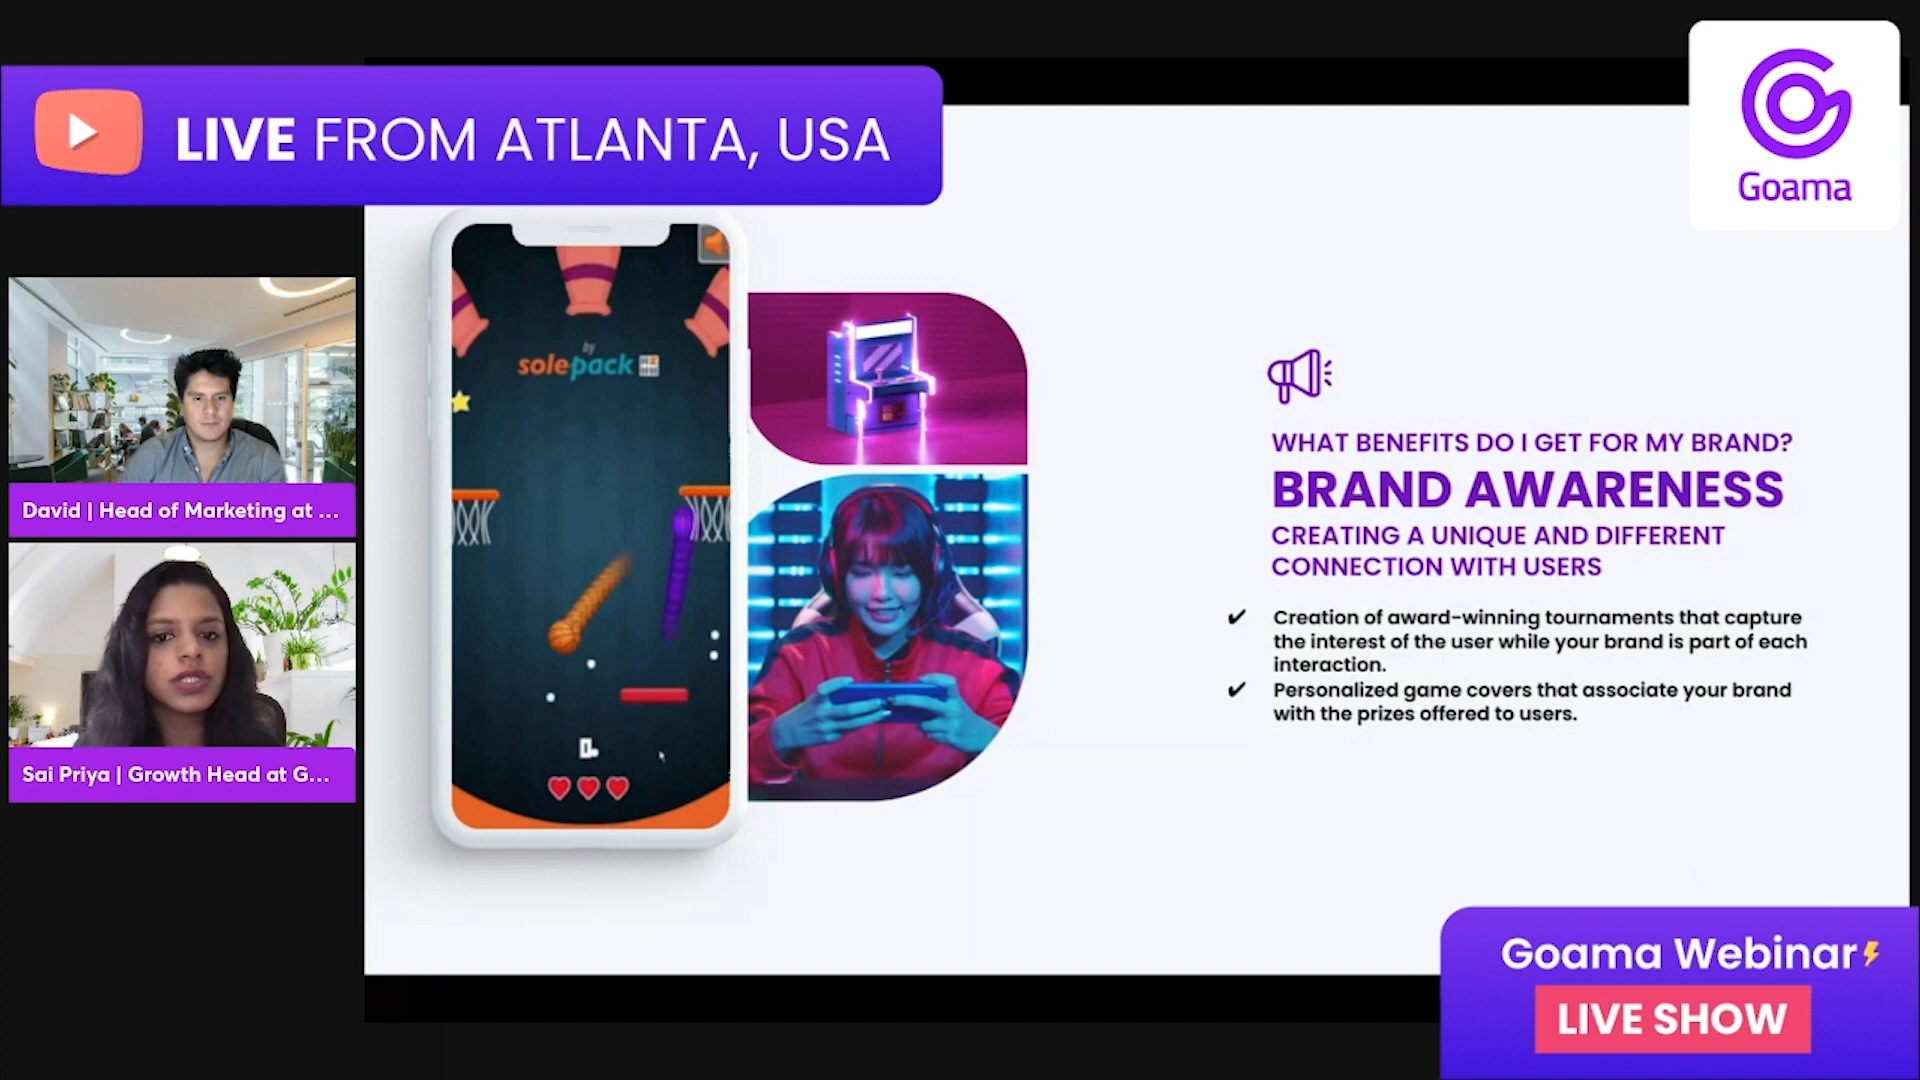 LIVE FROM ATLANTA, USA
Goama
by
solepack
David | Head of Marketing at ...
Sai Priya | Growth Head at G...
WHAT BENEFITS DO I GET FOR MY BRAND?
BRAND AWARENESS
CREATING A UNIQUE AND DIFFERENT
CONNECTION WITH USERS
✔ Creation of award-winning tournaments that capture
the interest of the user while your brand is part of each
interaction.
✔ Personalized game covers that associate your brand
with the prizes offered to users.
Goama Webinar⚡
LIVE SHOW